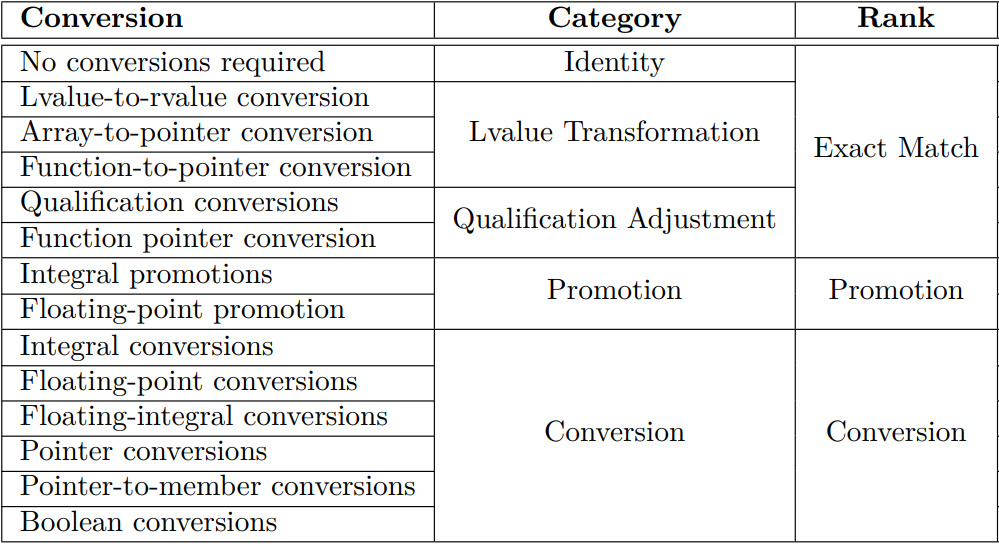 Conversion Category Rank
No conversions required Identity
Lvalue-to-rvalue conversion
Array-to-pointer conversion Lvalue Transformation
Exact Match
Function-to-pointer conversion
Qualification conversions
Qualification Adjustment
Function pointer conversion
Integral promotions
Promotion Promotion
Floating-point promotion
Integral conversions
Floating-point conversions
Floating-integral conversions
Conversion Conversion
Pointer conversions
Pointer-to-member conversions
Boolean conversions